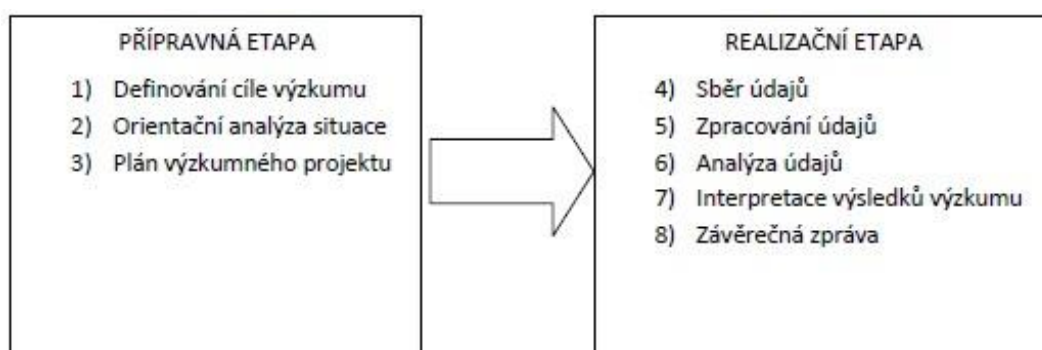 PŘÍPRAVNÁ ETAPA
1) Definování cíle výzkumu
2) Orientační analýza situace
3) Plán výzkumného projektu
REALIZAČNÍ ETAPA
4) Sběr údajů
5) Zpracování údajů
6) Analýza údajů
7) Interpretace výsledků výzkumu
8) Závěrečná zpráva